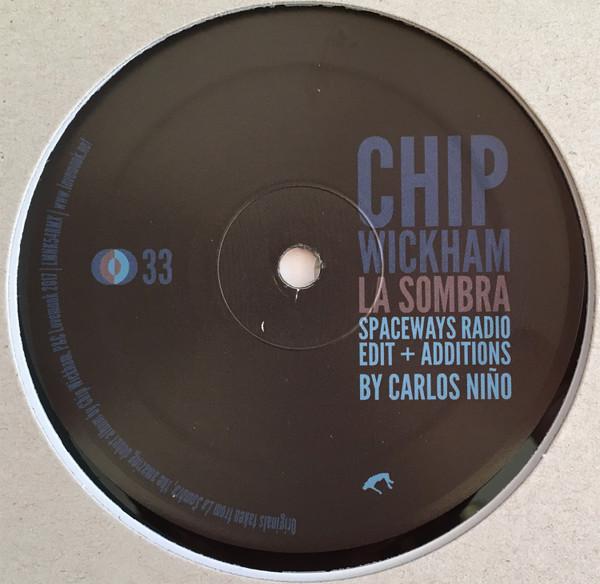 CHIP
WICKHAM
LA SOMBRA
SPACEWAYS RADIO
EDIT + ADDITIONS
BY CARLOS NIÑO
33
Originals taken from La Sombra, the amazing debut album by Chip Wickham. P&C Lovemonk 2017 | LMNK54RMX | www.lovemonk.net